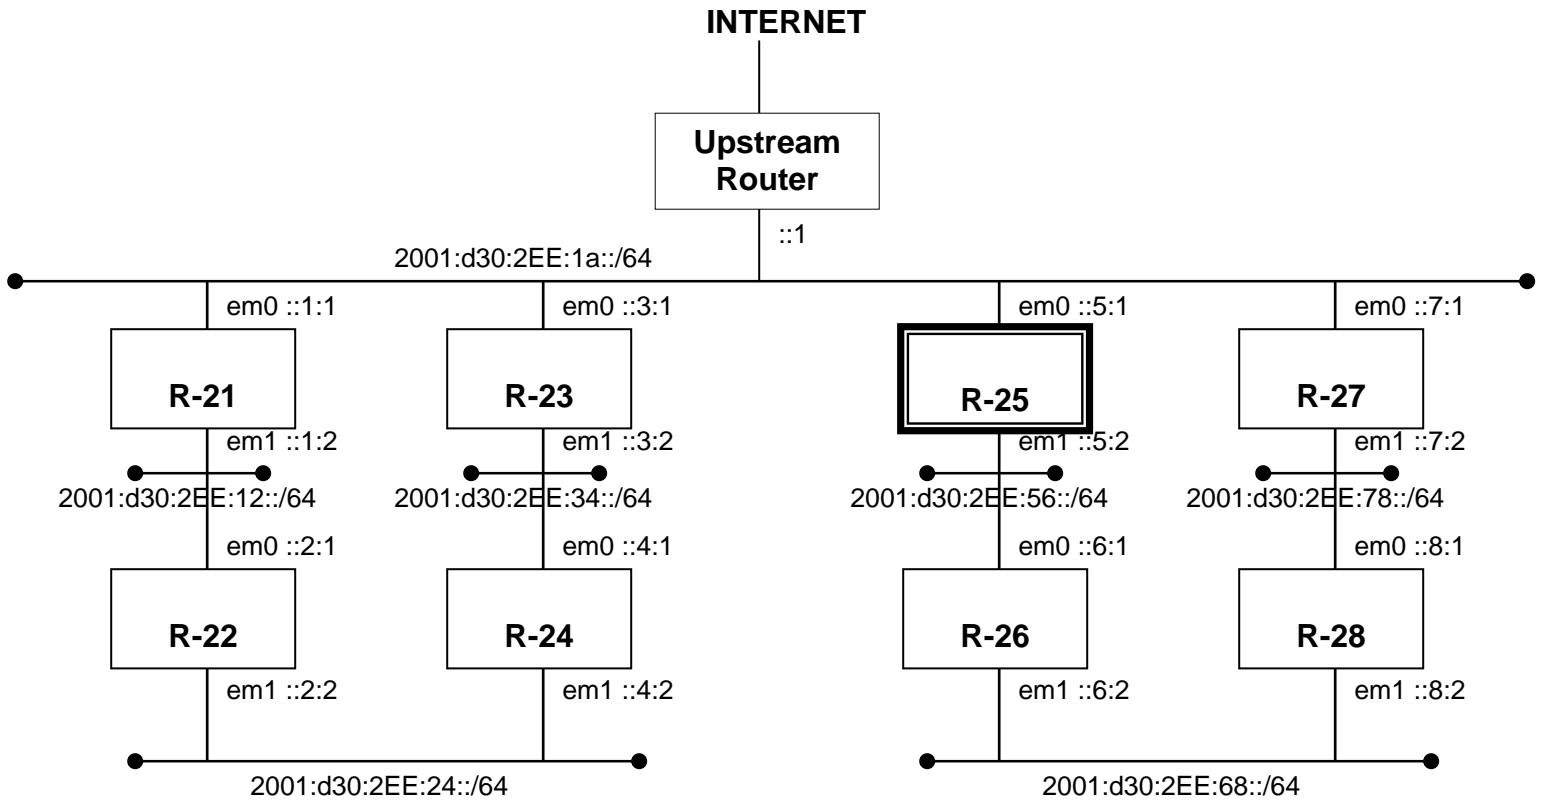 INTERNET
Upstream
Router
::1
2001:d30:2EE:1a::/64
em0 ::1:1
em0 ::3:1
em0 ::5:1
em0 ::7:1
R-21
R-23
R-25
R-27
em1 ::1:2
em1 ::3:2
em1 ::5:2
em1 ::7:2
2001:d30:2EE:12::/64
2001:d30:2EE:34::/64
2001:d30:2EE:56::/64
2001:d30:2EE:78::/64
em0 ::2:1
em0 ::4:1
em0 ::6:1
em0 ::8:1
R-22
R-24
R-26
R-28
em1 ::2:2
em1 ::4:2
em1 ::6:2
em1 ::8:2
2001:d30:2EE:24::/64
2001:d30:2EE:68::/64